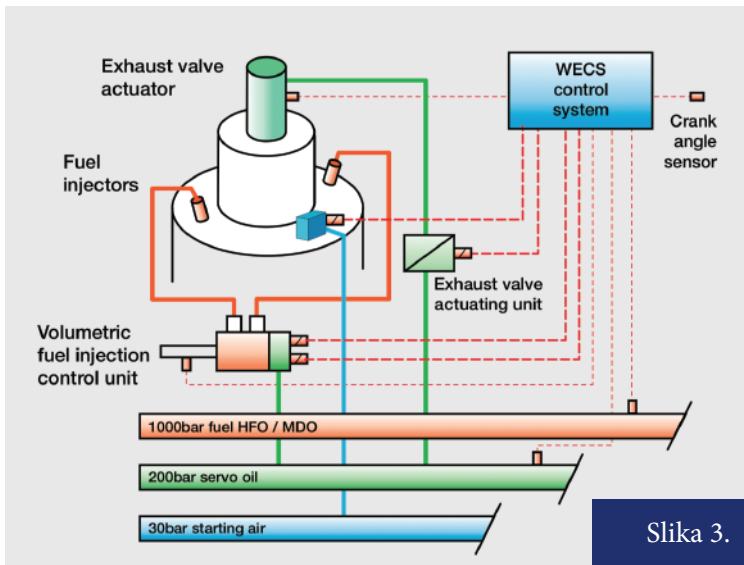 Exhaust valve
actuator
WECS
control
system
Crank
angle
sensor
Fuel
injectors
Exhaust valve
actuating unit
Volumetric
fuel injection
control unit
1000bar fuel HFO / MDO
200bar servo oil
30bar starting air
Slika 3.